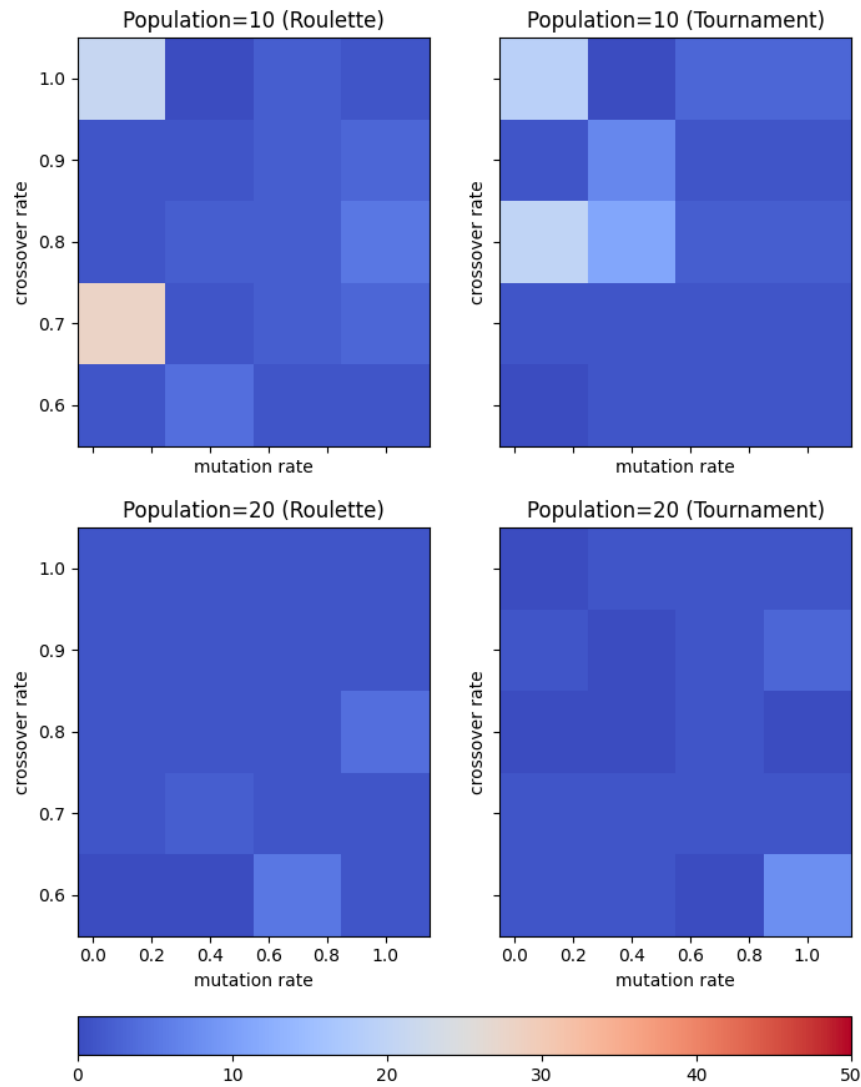 Population=10 (Roulette) Population=10 (Tournament)
1.0
0.9
0.8
0.7
0.6
crossover rate
crossover rate
mutation rate mutation rate
Population=20 (Roulette) Population=20 (Tournament)
1.0
0.9
0.8
0.7
0.6
crossover rate
crossover rate
0.0 0.2 0.4 0.6 0.8 1.0 0.0 0.2 0.4 0.6 0.8 1.0
mutation rate mutation rate
0 10 20 30 40 50